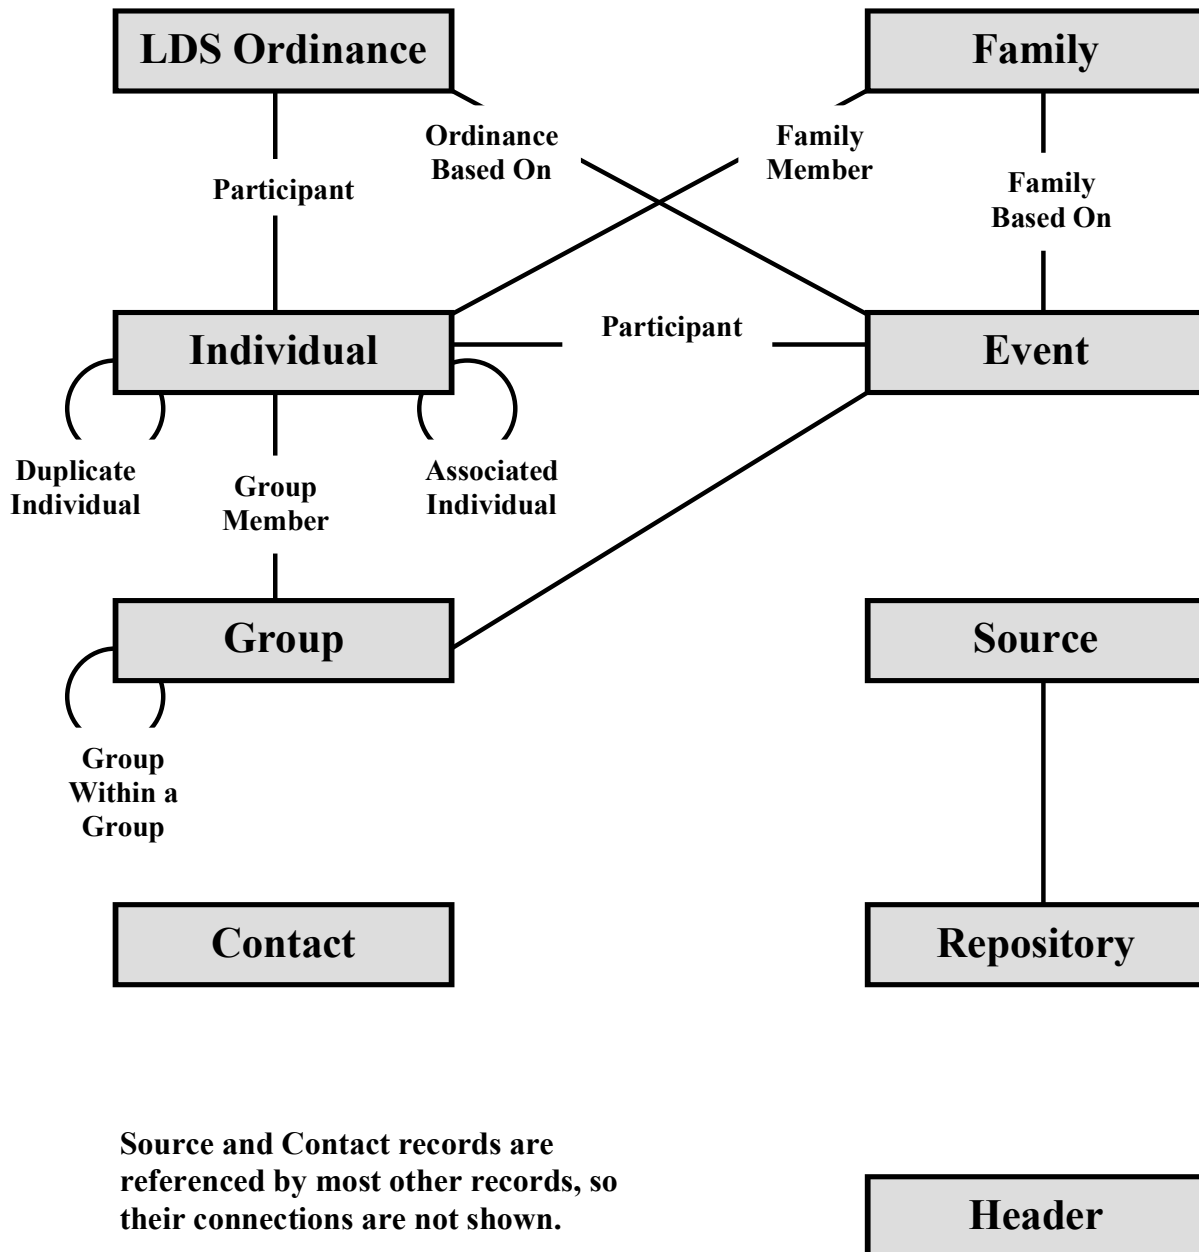 LDS Ordinance
Family
Ordinance
Based On
Family
Member
Participant
Family
Based On
Individual
Participant
Event
Duplicate
Individual
Group
Member
Associated
Individual
Group
Source
Group
Within a
Group
Contact
Repository
Source and Contact records are
referenced by most other records, so
their connections are not shown.
Header